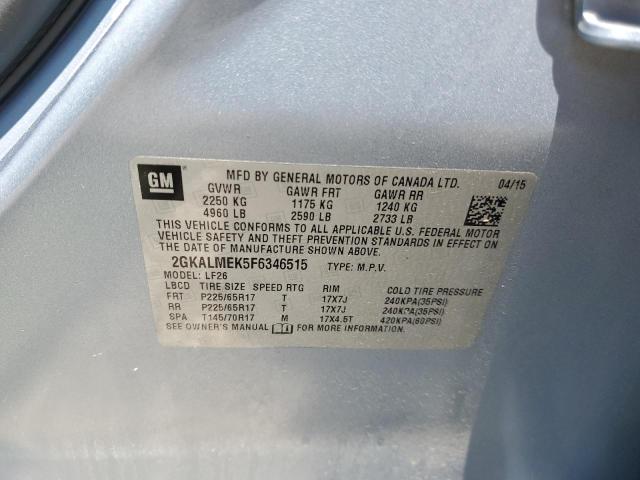 GM
MFD BY GENERAL MOTORS OF CANADA LTD. 04/15
GVWR GAWR FRT GAWR RR
2250 KG 1175 KG 1240 KG
4960 LB 2590 LB 2733 LB
THIS VEHICLE CONFORMS TO ALL APPLICABLE U.S. FEDERAL MOTOR
VEHICLE SAFETY AND THEFT PREVENTION STANDARDS IN EFFECT ON
THE DATE OF MANUFACTURE SHOWN ABOVE.
2GKALMEK5F6346515 TYPE: M.P.V.
MODEL: LF26
LBCD TIRE SIZE SPEED RTG RIM COLD TIRE PRESSURE
FRT P225/65R17 T 17X7J 240KPA(35PSI)
RR P225/65R17 T 17X7J 240KPA(35PSI)
SPA T145/70R17 M 17X4.5T 420KPA(60PSI)
SEE OWNER'S MANUAL FOR MORE INFORMATION.